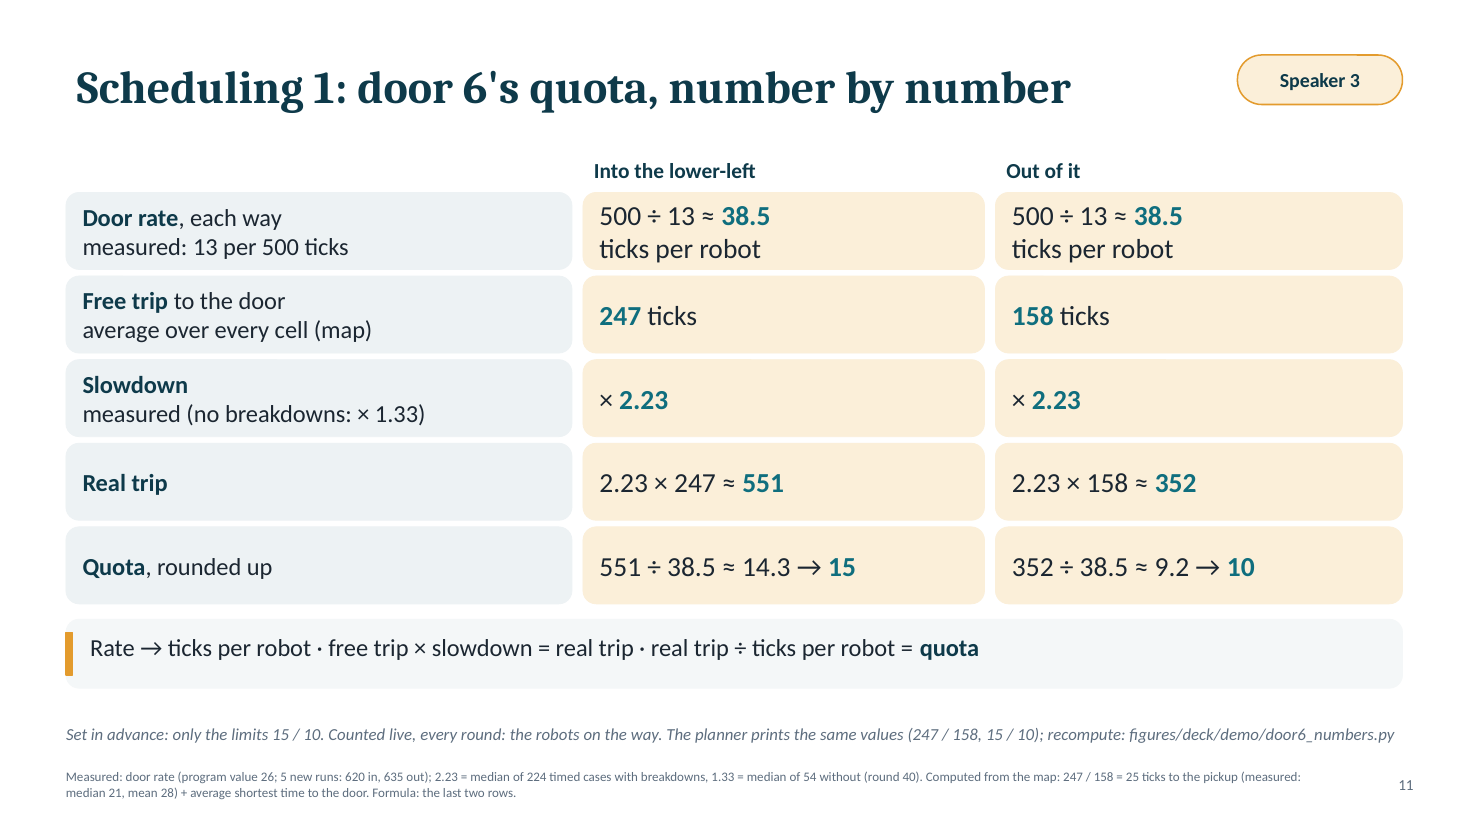 Scheduling 1: door 6's quota, number by number
Speaker 3
Into the lower-left
Out of it
Door rate, each way
measured: 13 per 500 ticks
500 ÷ 13 ≈ 38.5
ticks per robot
500 ÷ 13 ≈ 38.5
ticks per robot
Free trip to the door
average over every cell (map)
247 ticks
158 ticks
Slowdown
measured (no breakdowns: × 1.33)
× 2.23
× 2.23
Real trip
2.23 × 247 ≈ 551
2.23 × 158 ≈ 352
Quota, rounded up
551 ÷ 38.5 ≈ 14.3 → 15
352 ÷ 38.5 ≈ 9.2 → 10
Rate → ticks per robot · free trip × slowdown = real trip · real trip ÷ ticks per robot = quota
Set in advance: only the limits 15 / 10. Counted live, every round: the robots on the way. The planner prints the same values (247 / 158, 15 / 10); recompute: figures/deck/demo/door6_numbers.py
Measured: door rate (program value 26; 5 new runs: 620 in, 635 out); 2.23 = median of 224 timed cases with breakdowns, 1.33 = median of 54 without (round 40). Computed from the map: 247 / 158 = 25 ticks to the pickup (measured:
median 21, mean 28) + average shortest time to the door. Formula: the last two rows.
11